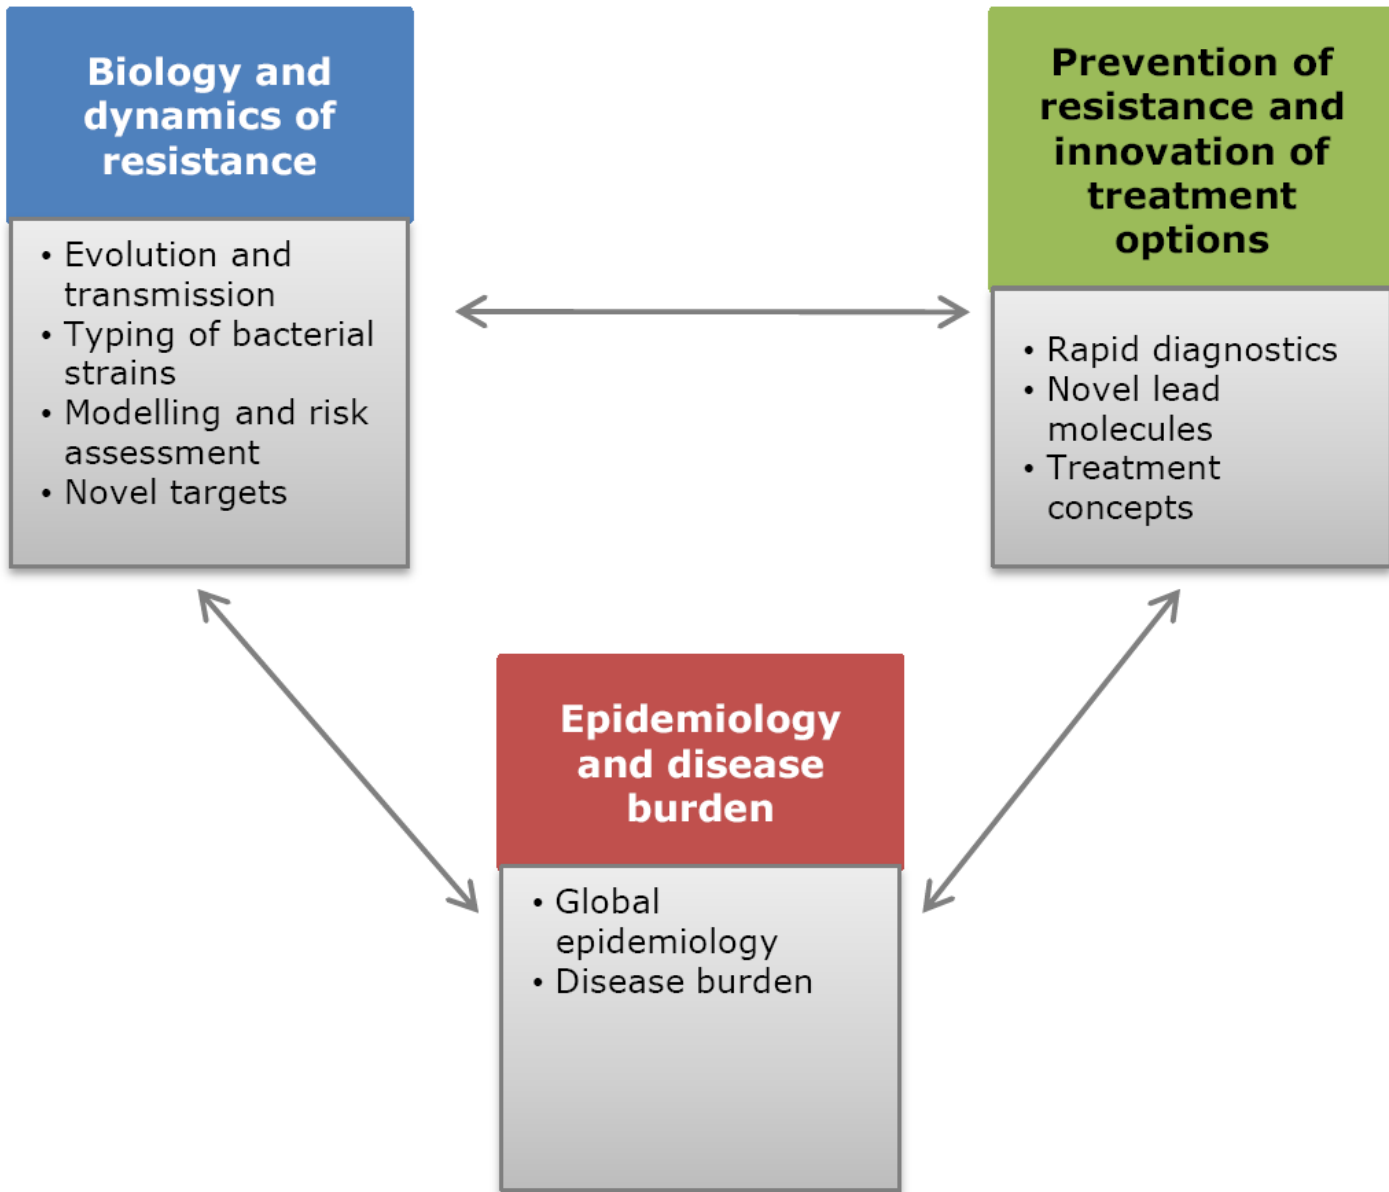 Biology and
dynamics of
resistance
• Evolution and
transmission
• Typing of bacterial
strains
• Modelling and risk
assessment
• Novel targets
Prevention of
resistance and
innovation of
treatment
options
• Rapid diagnostics
• Novel lead
molecules
• Treatment
concepts
Epidemiology
and disease
burden
• Global
epidemiology
• Disease burden